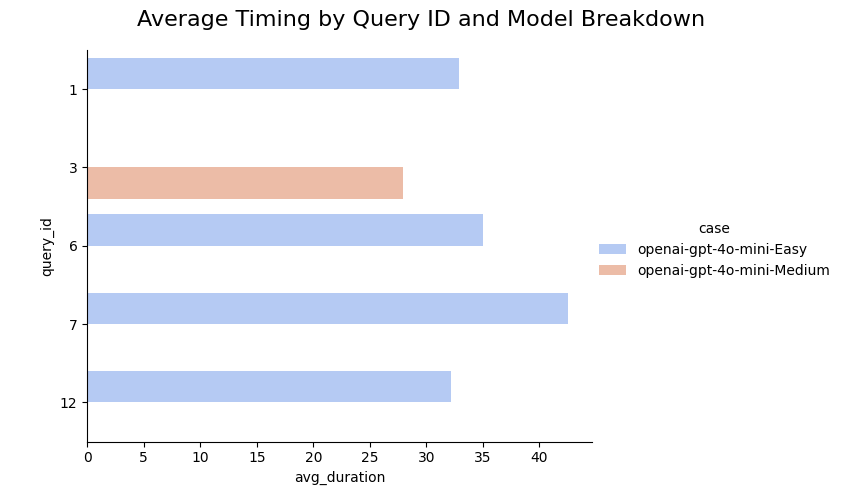 Average Timing by Query ID and Model Breakdown
1
3
6
7
12
query_id
0 5 10 15 20 25 30 35 40
avg_duration
case
openai-gpt-4o-mini-Easy
openai-gpt-4o-mini-Medium